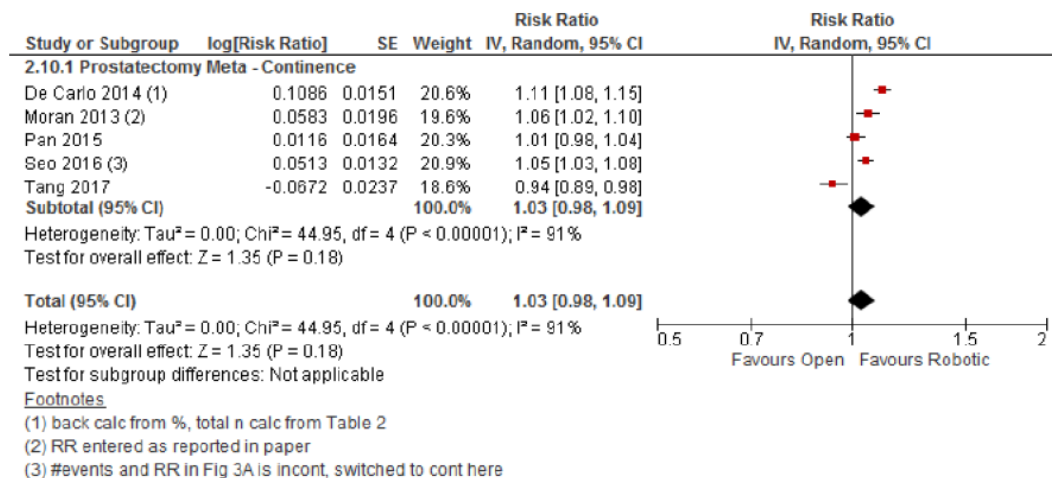 Risk Ratio Risk Ratio
Study or Subgroup log[Risk Ratio] SE Weight IV, Random, 95% CI IV, Random, 95% CI
2.10.1 Prostatectomy Meta - Continence
De Carlo 2014 (1) 0.1086 0.0151 20.6% 1.11 [1.08, 1.15]
Moran 2013 (2) 0.0583 0.0196 19.6% 1.06 [1.02, 1.10]
Pan 2015 0.0116 0.0164 20.3% 1.01 [0.98, 1.04]
Seo 2016 (3) 0.0513 0.0132 20.9% 1.05 [1.03, 1.08]
Tang 2017 -0.0672 0.0237 18.6% 0.94 [0.89, 0.98]
Subtotal (95% CI) 100.0% 1.03 [0.98, 1.09]
Heterogeneity: Tau² = 0.00; Chi² = 44.95, df = 4 (P < 0.00001); I² = 91%
Test for overall effect: Z = 1.35 (P = 0.18)
Total (95% CI) 100.0% 1.03 [0.98, 1.09]
Heterogeneity: Tau² = 0.00; Chi² = 44.95, df = 4 (P < 0.00001); I² = 91%
Test for overall effect: Z = 1.35 (P = 0.18)
Test for subgroup differences: Not applicable
0.5 0.7 1 1.5 2
Favours Open Favours Robotic
Footnotes
(1) back calc from %, total n calc from Table 2
(2) RR entered as reported in paper
(3) #events and RR in Fig 3A is incont, switched to cont here